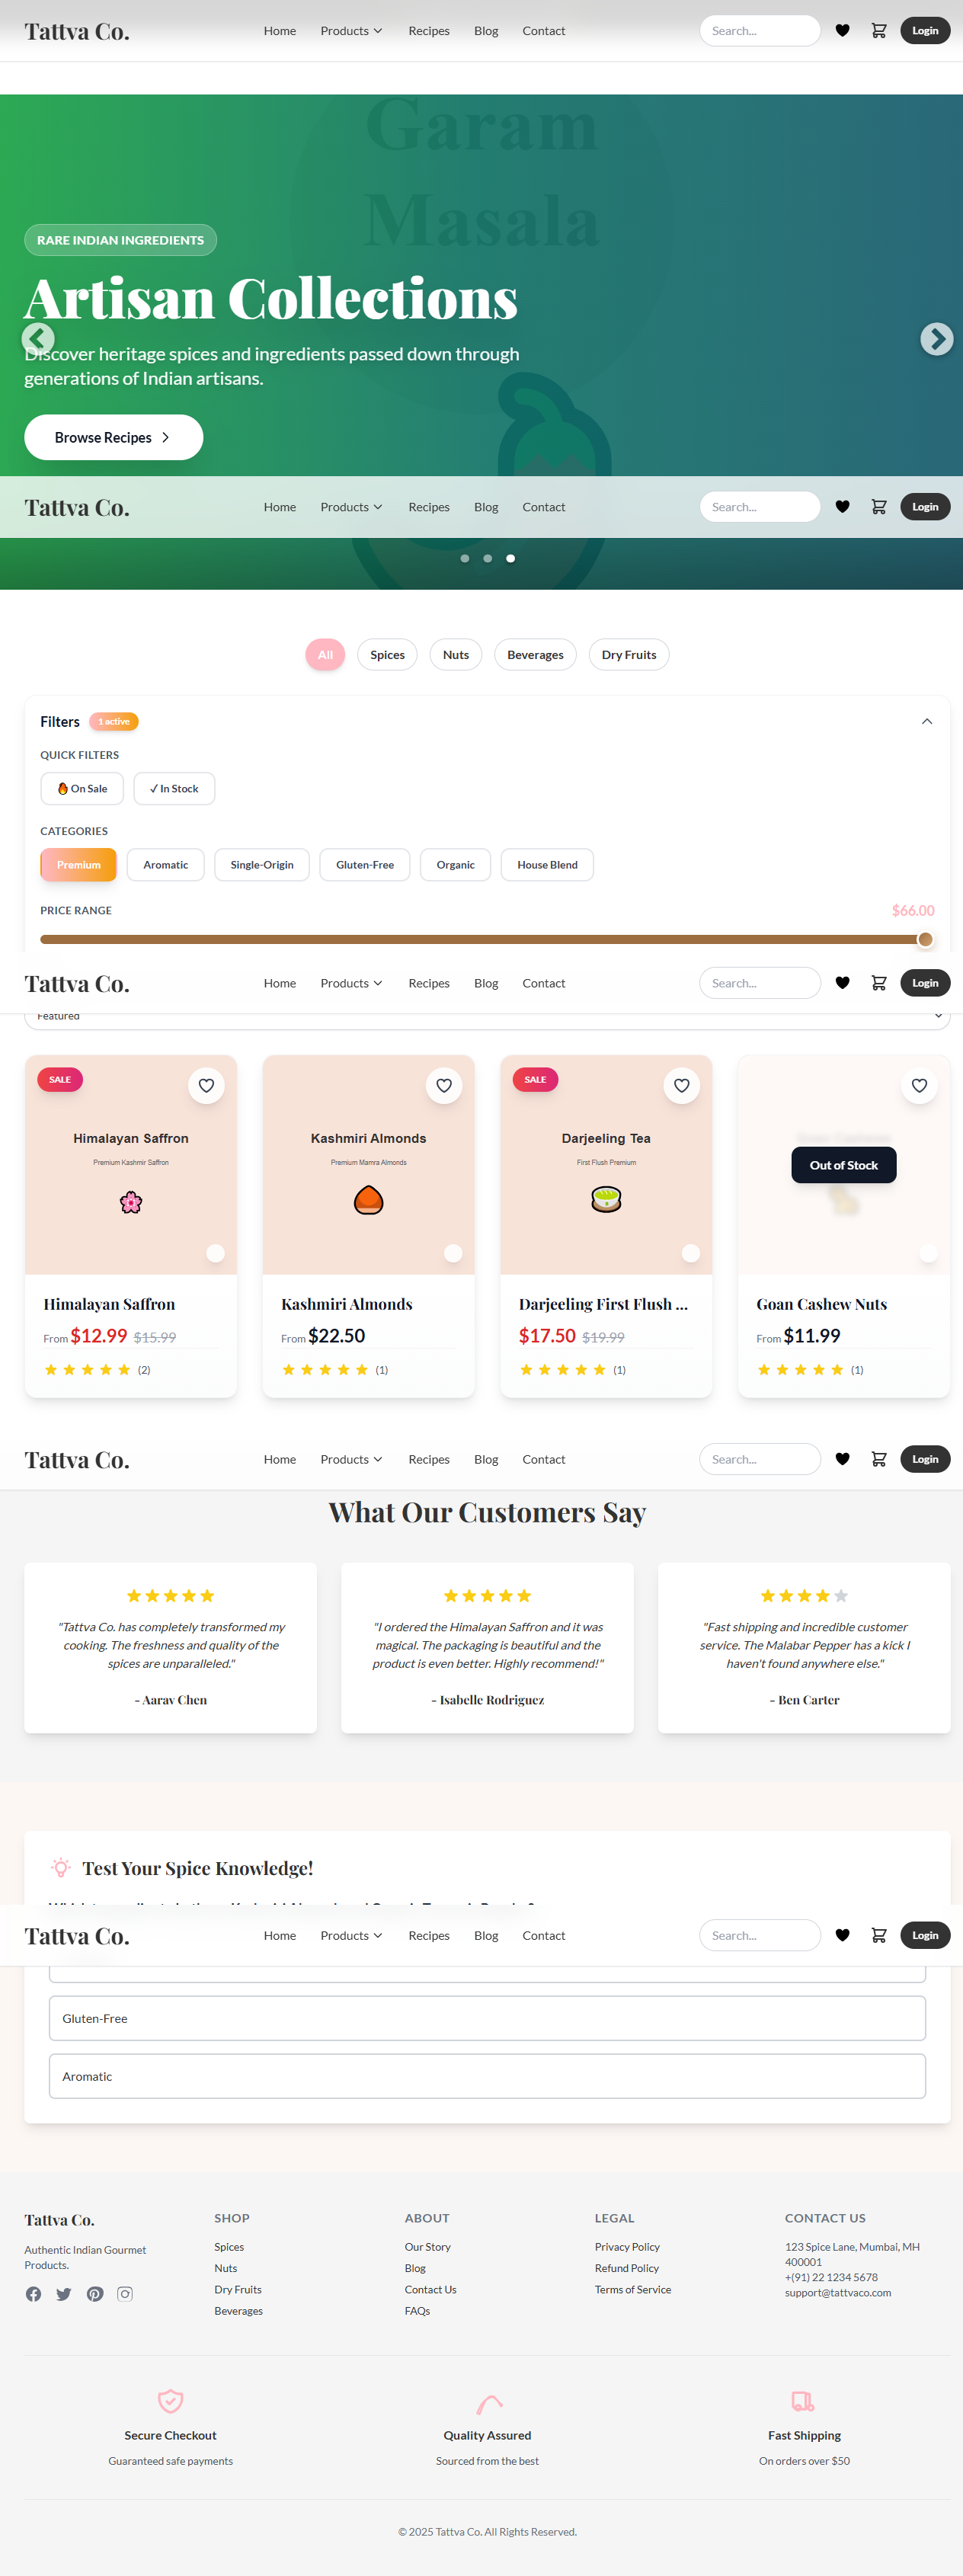 Tattva Co.
Home Products Recipes Blog Contact
Search...
Login
Garam
Masala
RARE INDIAN INGREDIENTS
Artisan Collections
Discover heritage spices and ingredients passed down through
generations of Indian artisans.
Browse Recipes
Tattva Co.
Home Products Recipes Blog Contact
Search...
Login
All Spices Nuts Beverages Dry Fruits
Filters 1 active
QUICK FILTERS
On Sale ✓ In Stock
CATEGORIES
Premium Aromatic Single-Origin Gluten-Free Organic House Blend
PRICE RANGE $66.00
Tattva Co.
Home Products Recipes Blog Contact
Search...
Login
Featured
SALE
Himalayan Saffron
Premium Kashmir Saffron
Himalayan Saffron
From $12.99 $15.99
(2)
Kashmiri Almonds
Premium Mamra Almonds
Kashmiri Almonds
From $22.50
(1)
SALE
Darjeeling Tea
First Flush Premium
Darjeeling First Flush ...
$17.50 $19.99
(1)
Out of Stock
Goan Cashew Nuts
From $11.99
(1)
Tattva Co.
Home Products Recipes Blog Contact
Search...
Login
What Our Customers Say
"Tattva Co. has completely transformed my
cooking. The freshness and quality of the
spices are unparalleled."
- Aarav Chen
"I ordered the Himalayan Saffron and it was
magical. The packaging is beautiful and the
product is even better. Highly recommend!"
- Isabelle Rodriguez
"Fast shipping and incredible customer
service. The Malabar Pepper has a kick I
haven't found anywhere else."
- Ben Carter
Test Your Spice Knowledge!
Tattva Co.
Home Products Recipes Blog Contact
Search...
Login
Gluten-Free
Aromatic
Tattva Co.
Authentic Indian Gourmet
Products.
SHOP
Spices
Nuts
Dry Fruits
Beverages
ABOUT
Our Story
Blog
Contact Us
FAQs
LEGAL
Privacy Policy
Refund Policy
Terms of Service
CONTACT US
123 Spice Lane, Mumbai, MH
400001
+(91) 22 1234 5678
support@tattvaco.com
Secure Checkout
Guaranteed safe payments
Quality Assured
Sourced from the best
Fast Shipping
On orders over $50
© 2025 Tattva Co. All Rights Reserved.